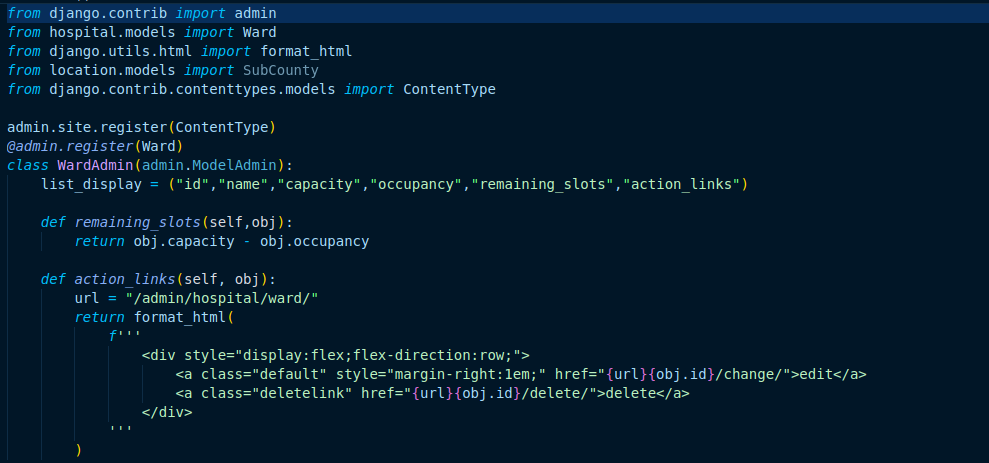 from django.contrib import admin
from hospital.models import Ward
from django.utils.html import format_html
from location.models import SubCounty
from django.contrib.contenttypes.models import ContentType

admin.site.register(ContentType)
@admin.register(Ward)
class WardAdmin(admin.ModelAdmin):
    list_display = ("id","name","capacity","occupancy","remaining_slots","action_links")

    def remaining_slots(self,obj):
        return obj.capacity - obj.occupancy

    def action_links(self, obj):
        url = "/admin/hospital/ward/"
        return format_html(
            f'''
                <div style="display:flex;flex-direction:row;">
                    <a class="default" style="margin-right:1em;" href="{url}{obj.id}/change/">edit</a>
                    <a class="deletelink" href="{url}{obj.id}/delete/">delete</a>
                </div>
            '''
        )